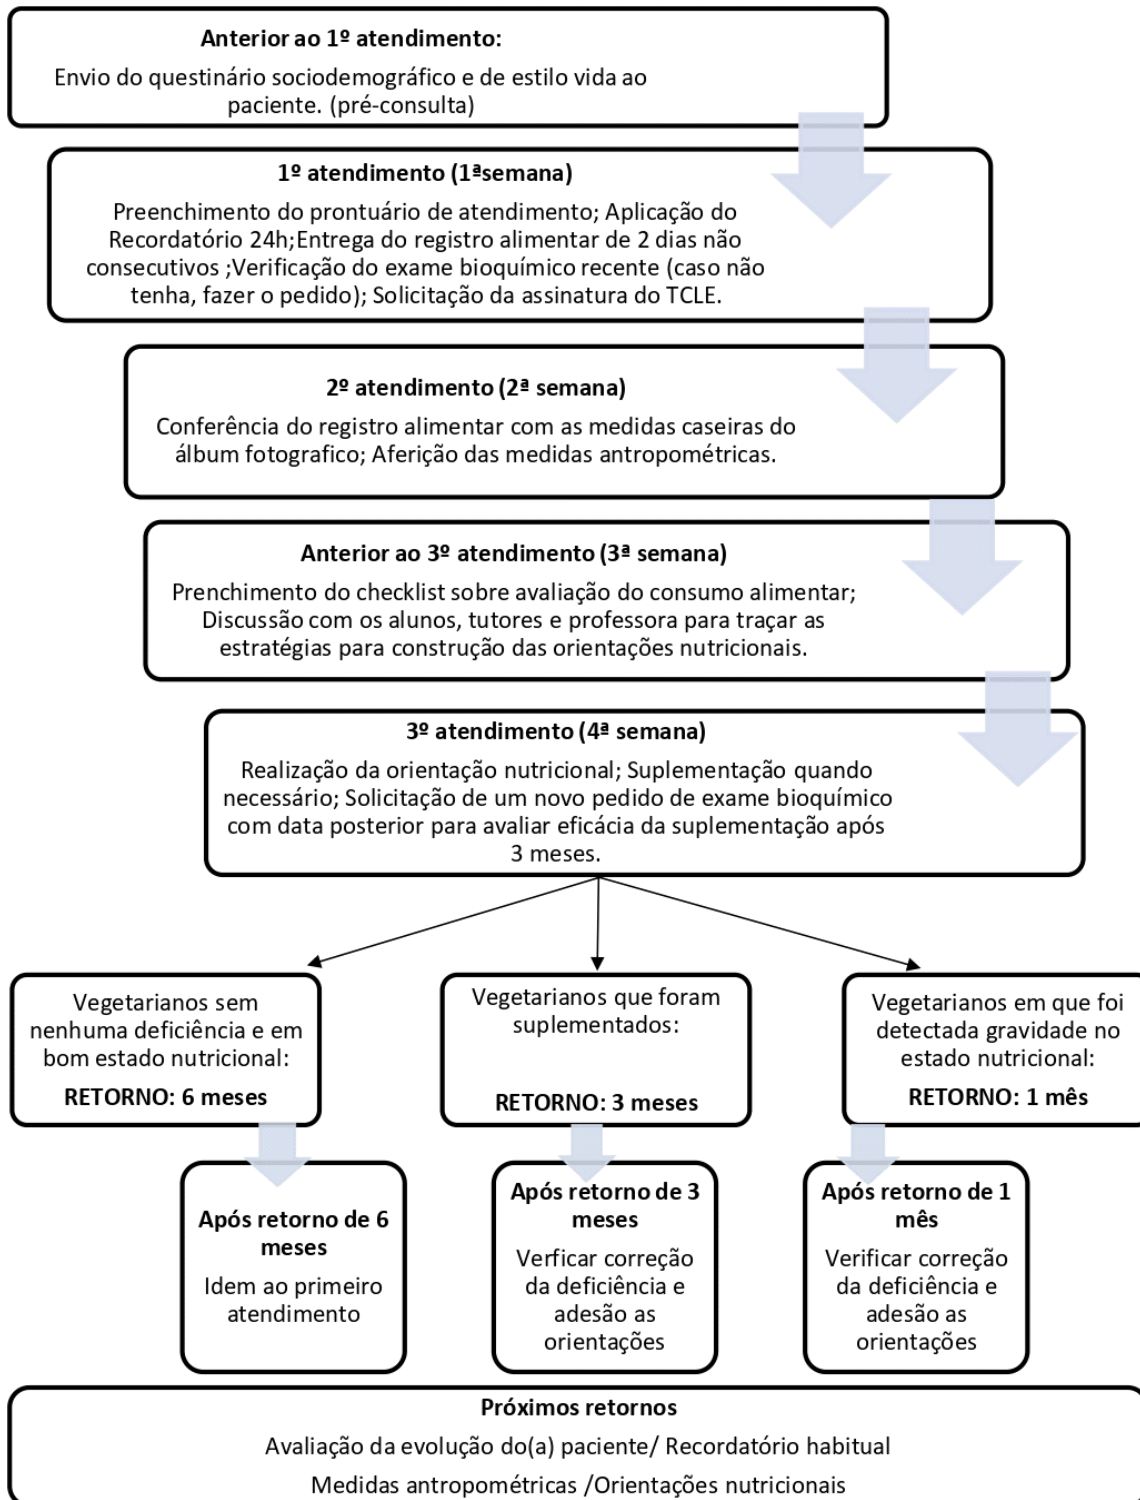 Anterior ao 1º atendimento:
Envio do questinário sociodemográfico e de estilo vida ao
paciente. (pré-consulta)
1º atendimento (1ªsemana)
Preenchimento do prontuário de atendimento; Aplicação do
Recordatório 24h;Entrega do registro alimentar de 2 dias não
consecutivos ;Verificação do exame bioquímico recente (caso não
tenha, fazer o pedido); Solicitação da assinatura do TCLE.
2º atendimento (2ª semana)
Conferência do registro alimentar com as medidas caseiras do
álbum fotografico; Aferição das medidas antropométricas.
Anterior ao 3º atendimento (3ª semana)
Prenchimento do checklist sobre avaliação do consumo alimentar;
Discussão com os alunos, tutores e professora para traçar as
estratégias para construção das orientações nutricionais.
3º atendimento (4ª semana)
Realização da orientação nutricional; Suplementação quando
necessário; Solicitação de um novo pedido de exame bioquímico
com data posterior para avaliar eficácia da suplementação após
3 meses.
Vegetarianos sem
nenhuma deficiência e em
bom estado nutricional:
RETORNO: 6 meses
Vegetarianos que foram
suplementados:
RETORNO: 3 meses
Vegetarianos em que foi
detectada gravidade no
estado nutricional:
RETORNO: 1 mês
Após retorno de 6
meses
Idem ao primeiro
atendimento
Após retorno de 3
meses
Verficar correção
da deficiência e
adesão as
orientações
Após retorno de 1
mês
Verificar correção
da deficiência e
adesão as
orientações
Próximos retornos
Avaliação da evolução do(a) paciente/ Recordatório habitual
Medidas antropométricas /Orientações nutricionais